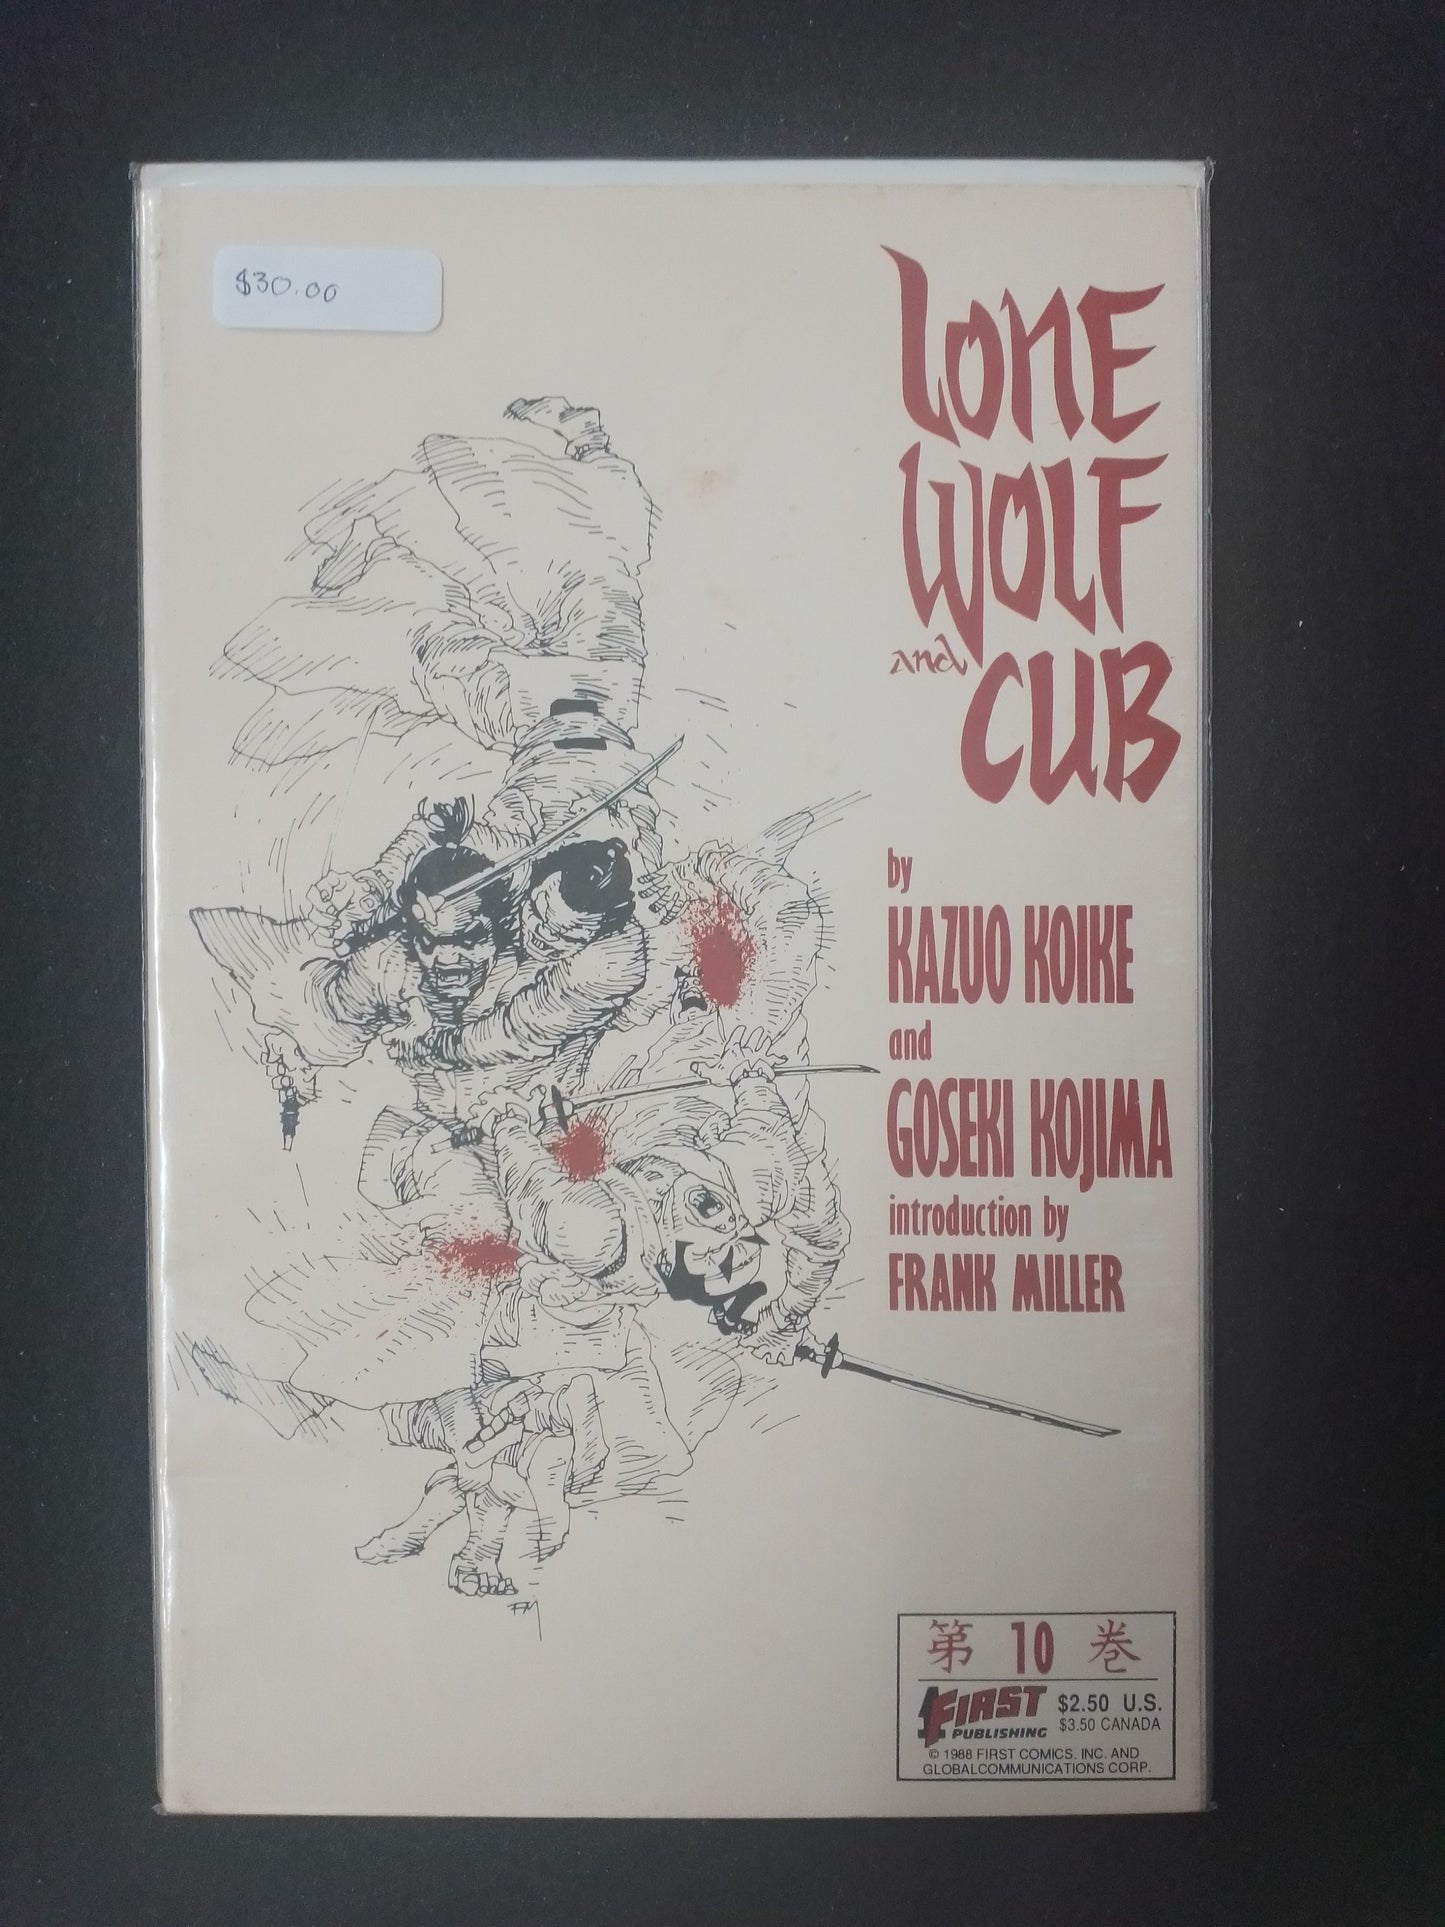 $30.00
LONE
WOLF
and CUB
by
KAZUO KOIKE
and
GOSEKI KOJIMA
introduction by
FRANK MILLER
FM
第 10 巻
1FIRST
PUBLISHING
$2.50 U.S.
$3.50 CANADA
© 1988 FIRST COMICS. INC. AND
GLOBALCOMMUNICATIONS CORP.